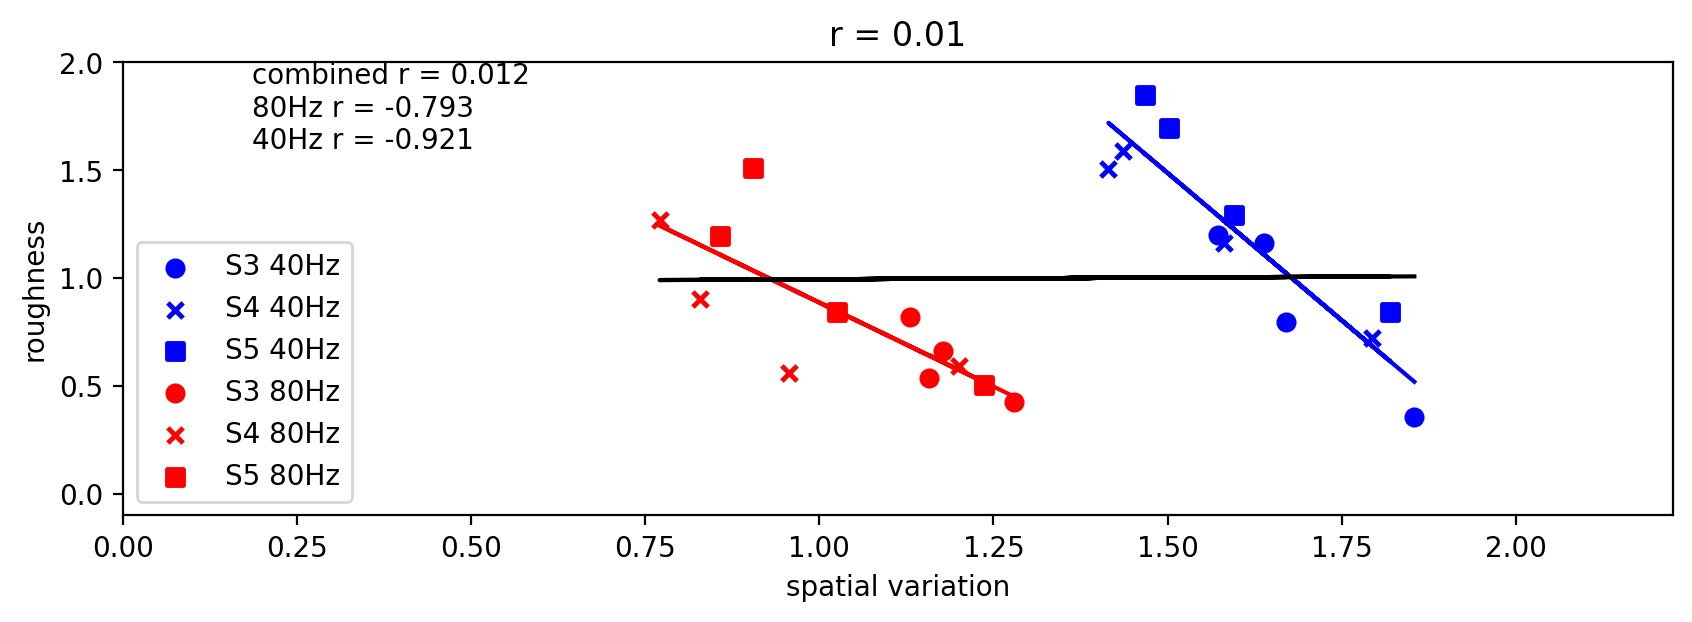 r = 0.01
combined r = 0.012
80Hz r = -0.793
40Hz r = -0.921
2.0
1.5
1.0
0.5
0.0
roughness
S3 40Hz
S4 40Hz
S5 40Hz
S3 80Hz
S4 80Hz
S5 80Hz
0.00 0.25 0.50 0.75 1.00 1.25 1.50 1.75 2.00
spatial variation